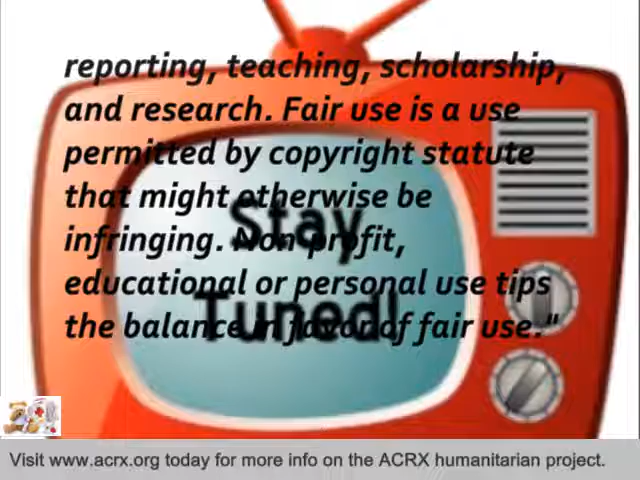 reporting, teaching, scholarship,
and research. Fair use is a use
permitted by copyright statute
that might otherwise be
infringing. Non-profit,
educational or personal use tips
the balance in favor of fair use."
Stay
Tuned!
Visit www.acrx.org today for more info on the ACRX humanitarian project.